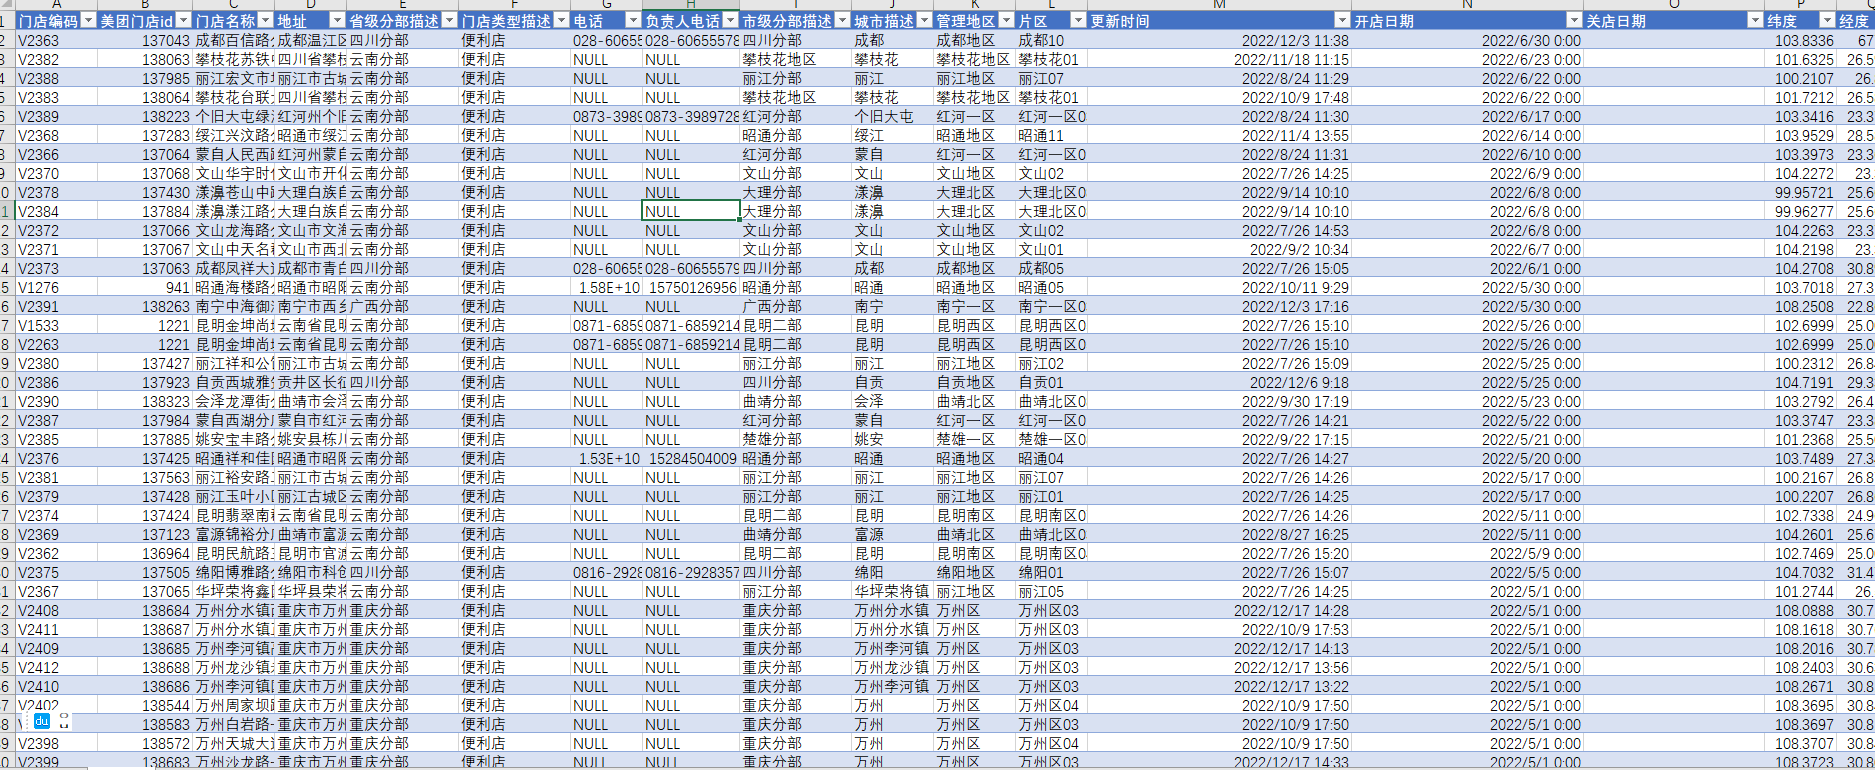 A B C D E F G H I J K L M N O P
门店编码 美团门店id 门店名称 地址 省级分部描述 门店类型描述 电话 负责人电话 市级分部描述 城市描述 管理地区 片区 更新时间 开店日期 关店日期 纬度 经度
V2363 137043 成都百信路 成都温江区 四川分部 便利店 028-60655 028-60655578 四川分部 成都 成都地区 成都10 2022/12/3 11:38 2022/6/30 0:00 103.8336 67
V2382 138063 攀枝花苏铁 四川省攀枝 云南分部 便利店 NULL NULL 攀枝花地区 攀枝花 攀枝花地区 攀枝花01 2022/11/18 11:15 2022/6/23 0:00 101.6325 26.5
V2388 137985 丽江宏文市 丽江市古城 云南分部 便利店 NULL NULL 丽江分部 丽江 丽江地区 丽江07 2022/8/24 11:29 2022/6/22 0:00 100.2107 26.
V2383 138064 攀枝花台联 四川省攀枝 云南分部 便利店 NULL NULL 攀枝花地区 攀枝花 攀枝花地区 攀枝花01 2022/10/9 17:48 2022/6/22 0:00 101.7212 26.5
V2389 138223 个旧大屯绿 红河州个旧 云南分部 便利店 0873-3989 0873-3989728 红河分部 个旧大屯 红河一区 红河一区0 2022/8/24 11:30 2022/6/17 0:00 103.3416 23.3
V2368 137283 绥江兴汶路 昭通市绥江 云南分部 便利店 NULL NULL 昭通分部 绥江 昭通地区 昭通11 2022/11/4 13:55 2022/6/14 0:00 103.9529 28.5
V2366 137064 蒙自人民西 红河州蒙自 云南分部 便利店 NULL NULL 红河分部 蒙自 红河一区 红河一区0 2022/8/24 11:31 2022/6/10 0:00 103.3973 23.3
V2370 137068 文山华宇时 文山市开化 云南分部 便利店 NULL NULL 文山分部 文山 文山地区 文山02 2022/7/26 14:25 2022/6/9 0:00 104.2272 23.
V2378 137430 漾濞苍山中 大理白族自 云南分部 便利店 NULL NULL 大理分部 漾濞 大理北区 大理北区0 2022/9/14 10:10 2022/6/8 0:00 99.95721 25.6
V2384 137884 漾濞漾江路 大理白族自 云南分部 便利店 NULL NULL 大理分部 漾濞 大理北区 大理北区0 2022/9/14 10:10 2022/6/8 0:00 99.96277 25.6
V2372 137066 文山龙海路 文山市文海 云南分部 便利店 NULL NULL 文山分部 文山 文山地区 文山02 2022/7/26 14:53 2022/6/8 0:00 104.2263 23.3
V2371 137067 文山中天名 文山市西北 云南分部 便利店 NULL NULL 文山分部 文山 文山地区 文山01 2022/9/2 10:34 2022/6/7 0:00 104.2198 23.
V2373 137063 成都凤祥大 成都市青白 四川分部 便利店 028-60655 028-60655579 四川分部 成都 成都地区 成都05 2022/7/26 15:05 2022/6/1 0:00 104.2708 30.8
V1276 941 昭通海楼路 昭通市昭阳 云南分部 便利店 1.58E+10 15750126956 昭通分部 昭通 昭通地区 昭通05 2022/10/11 9:29 2022/5/30 0:00 103.7018 27.3
V2391 138263 南宁中海御 南宁市西乡 广西分部 便利店 NULL NULL 广西分部 南宁 南宁一区 南宁一区0 2022/12/3 17:16 2022/5/30 0:00 108.2508 22.8
V1533 1221 昆明金坤尚 云南省昆明 云南分部 便利店 0871-6859 0871-6859214 昆明二部 昆明 昆明西区 昆明西区0 2022/7/26 15:10 2022/5/26 0:00 102.6999 25.0
V2263 1221 昆明金坤尚 云南省昆明 云南分部 便利店 0871-6859 0871-6859214 昆明二部 昆明 昆明西区 昆明西区0 2022/7/26 15:10 2022/5/26 0:00 102.6999 25.0
V2380 137427 丽江祥和公 丽江市古城 云南分部 便利店 NULL NULL 丽江分部 丽江 丽江地区 丽江02 2022/7/26 15:09 2022/5/25 0:00 100.2312 26.8
V2386 137923 自贡西城雅 贡井区长征 四川分部 便利店 NULL NULL 四川分部 自贡 自贡地区 自贡01 2022/12/6 9:18 2022/5/25 0:00 104.7191 29.3
V2390 138323 会泽龙潭街 曲靖市会泽 云南分部 便利店 NULL NULL 曲靖分部 会泽 曲靖北区 曲靖北区0 2022/9/30 17:19 2022/5/23 0:00 103.2792 26.4
V2387 137984 蒙自西湖分 蒙自市红河 云南分部 便利店 NULL NULL 红河分部 蒙自 红河一区 红河一区0 2022/7/26 14:21 2022/5/22 0:00 103.3747 23.3
V2385 137885 姚安宝丰路 姚安县栋川 云南分部 便利店 NULL NULL 楚雄分部 姚安 楚雄一区 楚雄一区0 2022/9/22 17:15 2022/5/21 0:00 101.2368 25.5
V2376 137425 昭通祥和佳 昭通市昭阳 云南分部 便利店 1.53E+10 15284504009 昭通分部 昭通 昭通地区 昭通04 2022/7/26 14:27 2022/5/20 0:00 103.7489 27.3
V2381 137563 丽江裕安路 丽江市古城 云南分部 便利店 NULL NULL 丽江分部 丽江 丽江地区 丽江07 2022/7/26 14:26 2022/5/17 0:00 100.2167 26.8
V2379 137428 丽江玉叶小 丽江古城区 云南分部 便利店 NULL NULL 丽江分部 丽江 丽江地区 丽江01 2022/7/26 14:25 2022/5/17 0:00 100.2207 26.8
V2374 137424 昆明翡翠南 云南省昆明 云南分部 便利店 NULL NULL 昆明二部 昆明 昆明南区 昆明南区0 2022/7/26 14:26 2022/5/11 0:00 102.7338 24.9
V2369 137123 富源锦裕分 曲靖市富源 云南分部 便利店 NULL NULL 曲靖分部 富源 曲靖北区 曲靖北区0 2022/8/27 16:25 2022/5/11 0:00 104.2601 25.6
V2362 136964 昆明民航路 昆明市官渡 云南分部 便利店 NULL NULL 昆明二部 昆明 昆明南区 昆明南区0 2022/7/26 15:20 2022/5/9 0:00 102.7469 25.0
V2375 137505 绵阳博雅路 绵阳市科创 四川分部 便利店 0816-2928 0816-2928357 四川分部 绵阳 绵阳地区 绵阳01 2022/7/26 15:07 2022/5/5 0:00 104.7032 31.4
V2367 137065 华坪荣将鑫 华坪县荣将 云南分部 便利店 NULL NULL 丽江分部 华坪荣将镇 丽江地区 丽江05 2022/7/26 14:25 2022/5/1 0:00 101.2744 26.
V2408 138684 万州分水镇 重庆市万州 重庆分部 便利店 NULL NULL 重庆分部 万州分水镇 万州区 万州区03 2022/12/17 14:28 2022/5/1 0:00 108.0888 30.7
V2411 138687 万州分水镇 重庆市万州 重庆分部 便利店 NULL NULL 重庆分部 万州分水镇 万州区 万州区03 2022/10/9 17:53 2022/5/1 0:00 108.1618 30.7
V2409 138685 万州李河镇 重庆市万州 重庆分部 便利店 NULL NULL 重庆分部 万州李河镇 万州区 万州区03 2022/12/17 14:13 2022/5/1 0:00 108.2016 30.7
V2412 138688 万州龙沙镇 重庆市万州 重庆分部 便利店 NULL NULL 重庆分部 万州龙沙镇 万州区 万州区03 2022/12/17 13:56 2022/5/1 0:00 108.2403 30.6
V2410 138686 万州李河镇 重庆市万州 重庆分部 便利店 NULL NULL 重庆分部 万州李河镇 万州区 万州区03 2022/12/17 13:22 2022/5/1 0:00 108.2671 30.8
V2402 138544 万州周家坝 重庆市万州 重庆分部 便利店 NULL NULL 重庆分部 万州 万州区 万州区04 2022/10/9 17:50 2022/5/1 0:00 108.3695 30.8
du 138583 万州白岩路 重庆市万州 重庆分部 便利店 NULL NULL 重庆分部 万州 万州区 万州区03 2022/10/9 17:50 2022/5/1 0:00 108.3697 30.8
V2398 138572 万州天城大 重庆市万州 重庆分部 便利店 NULL NULL 重庆分部 万州 万州区 万州区04 2022/10/9 17:50 2022/5/1 0:00 108.3707 30.8
V2399 138683 万州沙龙路 重庆市万州 重庆分部 便利店 NULL NULL 重庆分部 万州 万州区 万州区03 2022/12/17 14:33 2022/5/1 0:00 108.3723 30.8